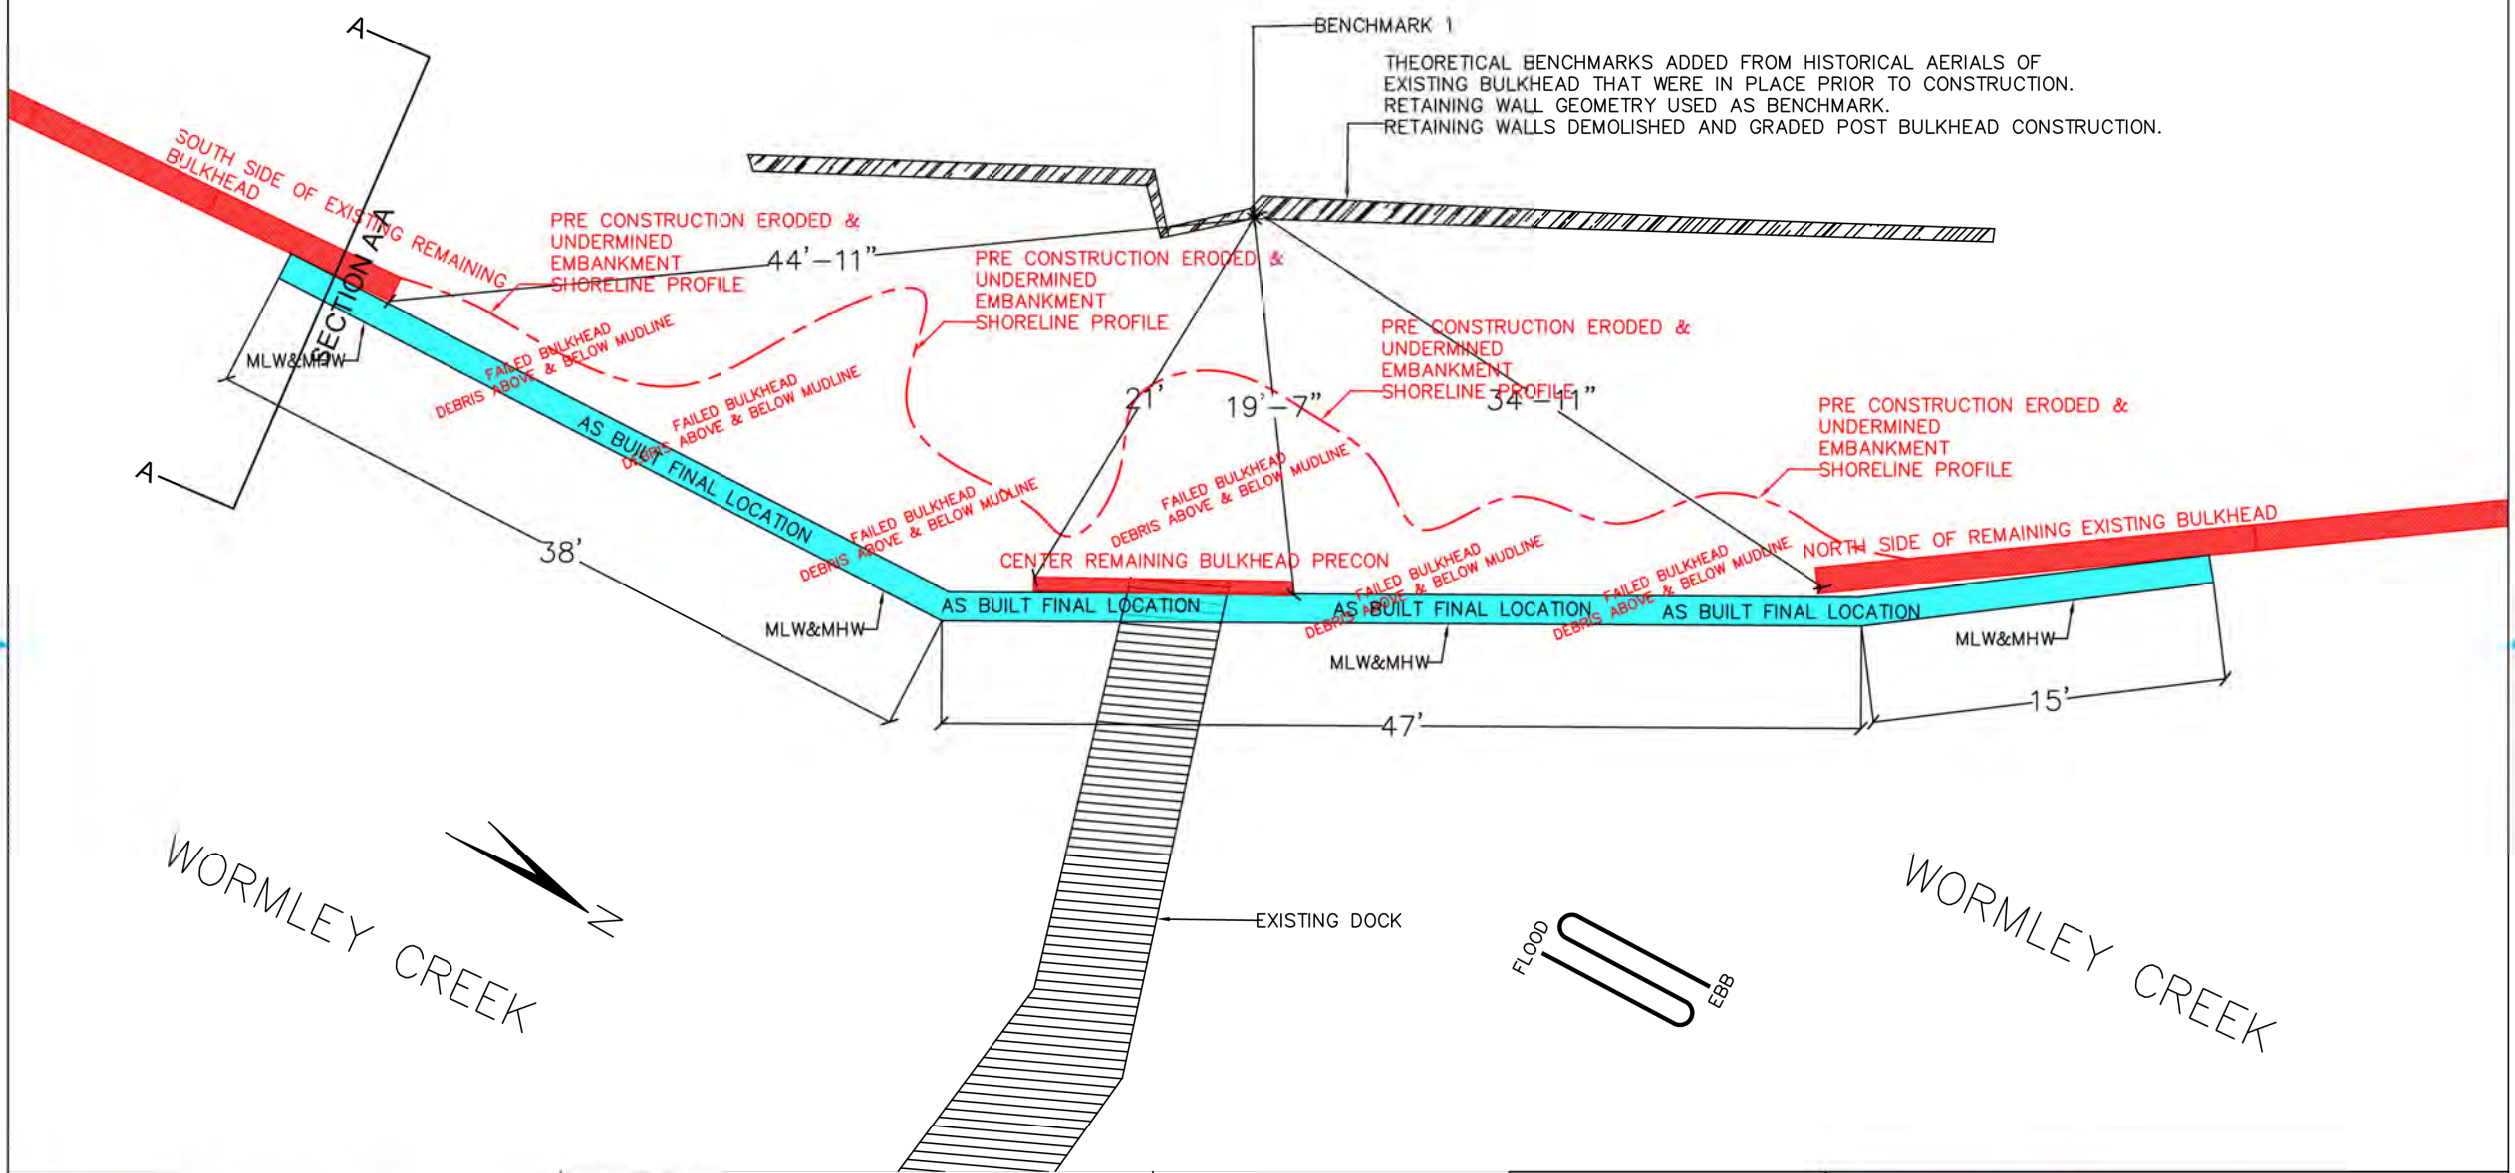 A
BENCHMARK 1
THEORETICAL BENCHMARKS ADDED FROM HISTORICAL AERIALS OF
EXISTING BULKHEAD THAT WERE IN PLACE PRIOR TO CONSTRUCTION.
RETAINING WALL GEOMETRY USED AS BENCHMARK.
RETAINING WALLS DEMOLISHED AND GRADED POST BULKHEAD CONSTRUCTION.
SOUTH SIDE OF EXISTING REMAINING
BULKHEAD
SECTION A-A
PRE CONSTRUCTION ERODED &
UNDERMINED
EMBANKMENT
SHORELINE PROFILE
44'-11"
PRE CONSTRUCTION ERODED &
UNDERMINED
EMBANKMENT
SHORELINE PROFILE
PRE CONSTRUCTION ERODED &
UNDERMINED
EMBANKMENT
SHORELINE PROFILE
PRE CONSTRUCTION ERODED &
UNDERMINED
EMBANKMENT
SHORELINE PROFILE
21'
19'-7"
34'-11"
MLW&MHW
FAILED BULKHEAD
DEBRIS ABOVE & BELOW MUDLINE
FAILED BULKHEAD
DEBRIS ABOVE & BELOW MUDLINE
AS BUILT FINAL LOCATION
A
FAILED BULKHEAD
DEBRIS ABOVE & BELOW MUDLINE
FAILED BULKHEAD
DEBRIS ABOVE & BELOW MUDLINE
CENTER REMAINING BULKHEAD PRECON
FAILED BULKHEAD
DEBRIS ABOVE & BELOW MUDLINE
FAILED BULKHEAD
DEBRIS ABOVE & BELOW MUDLINE
NORTH SIDE OF REMAINING EXISTING BULKHEAD
38'
AS BUILT FINAL LOCATION
AS BUILT FINAL LOCATION
AS BUILT FINAL LOCATION
MLW&MHW
MLW&MHW
MLW&MHW
47'
15'
WORMLEY CREEK
N
EXISTING DOCK
FLOOD
EBB
WORMLEY CREEK